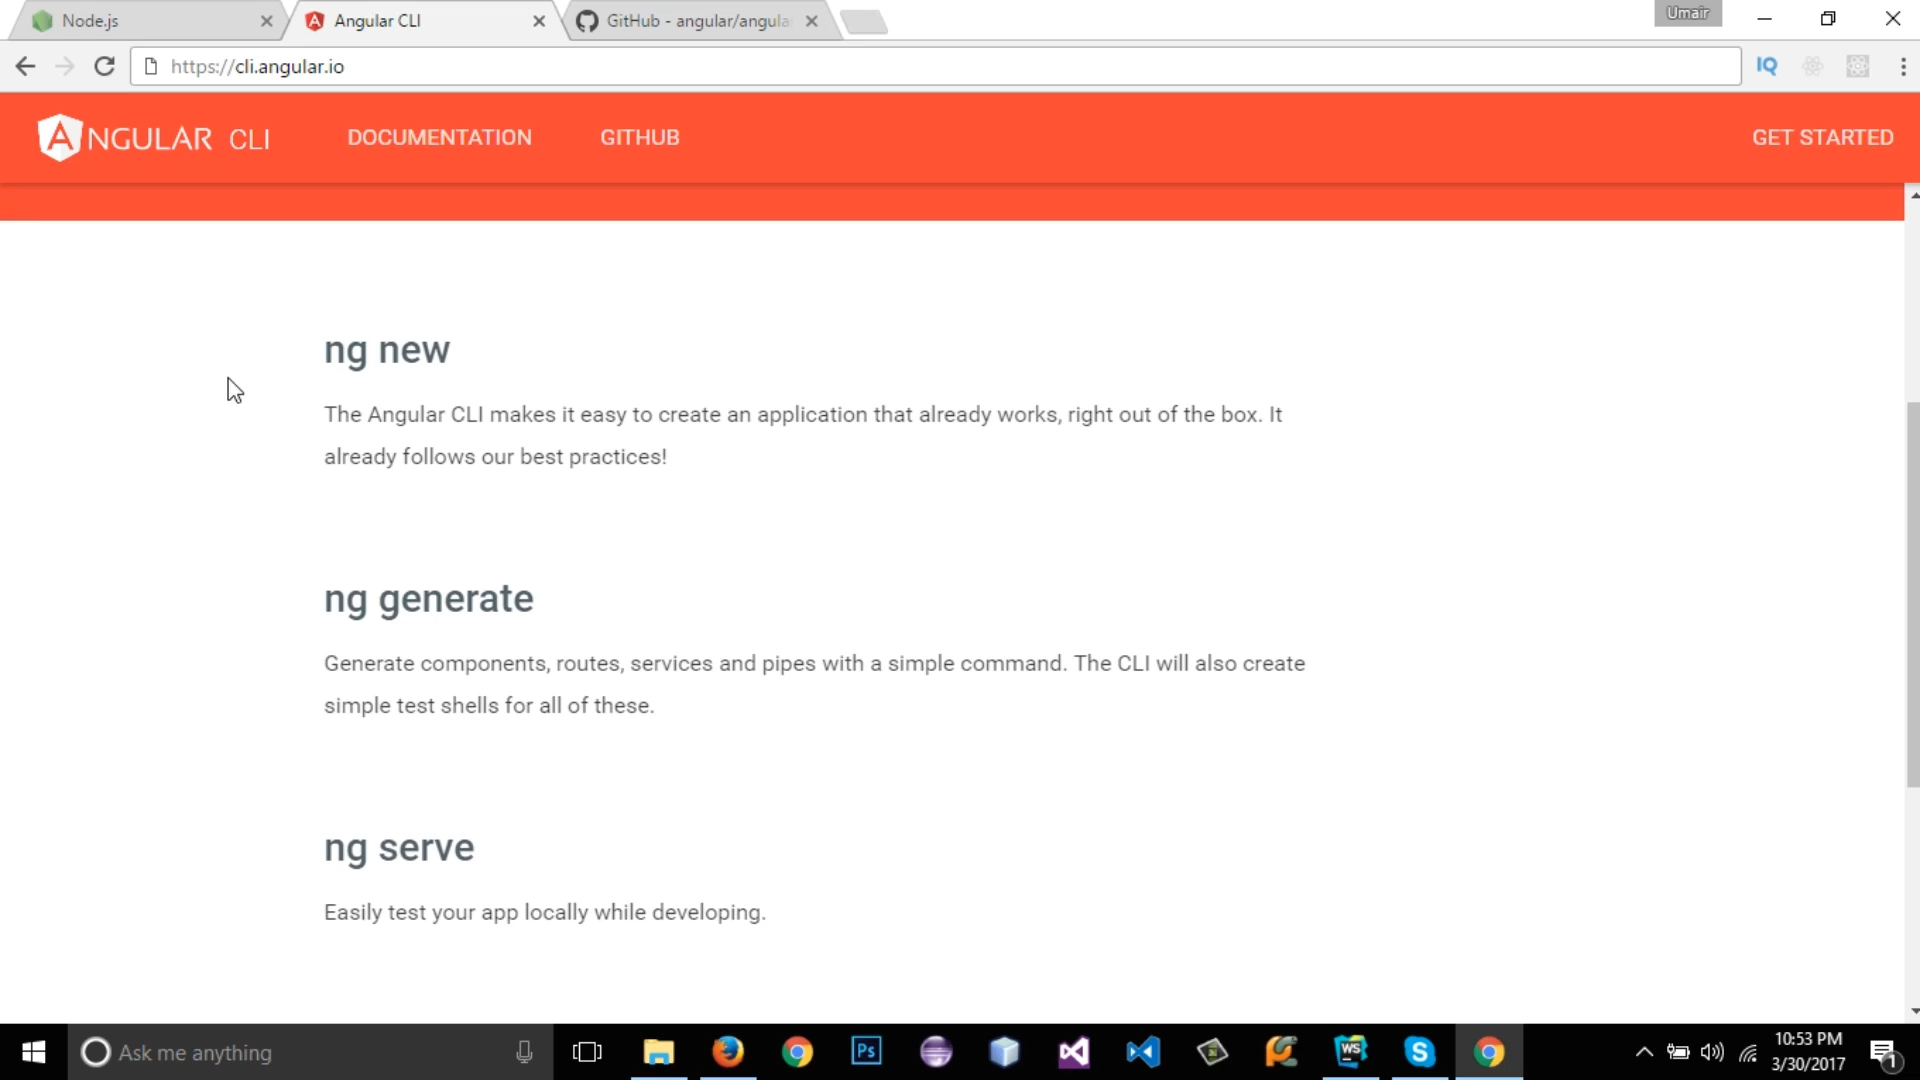 Node.js
Angular CLI
GitHub - angular/angula
Umair
https://cli.angular.io
IQ
NGULAR CLI
DOCUMENTATION
GITHUB
GET STARTED
ng new
The Angular CLI makes it easy to create an application that already works, right out of the box. It
already follows our best practices!
ng generate
Generate components, routes, services and pipes with a simple command. The CLI will also create
simple test shells for all of these.
ng serve
Easily test your app locally while developing.
Ask me anything
Ps
WS
10:53 PM
3/30/2017
1